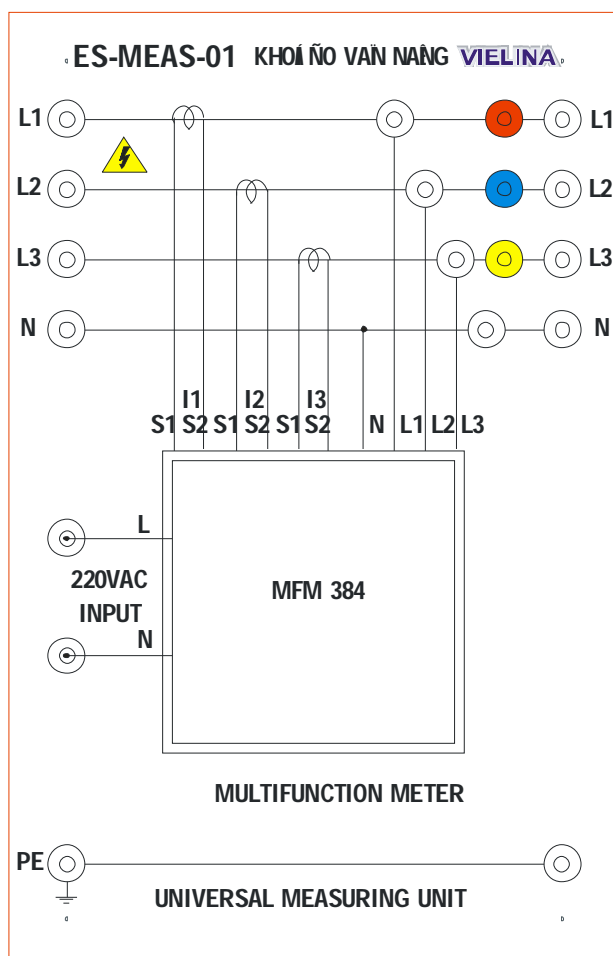 ES-MEAS-01 KHOÁI ÑO VAÏN NAÊNG VIELINA
L1 L1
L2 L2
L3 L3
N N
I1 I2 I3
S1 S2 S1 S2 S1 S2 N L1 L2 L3
L
220VAC
INPUT
N
MFM 384
MULTIFUNCTION METER
PE
UNIVERSAL MEASURING UNIT